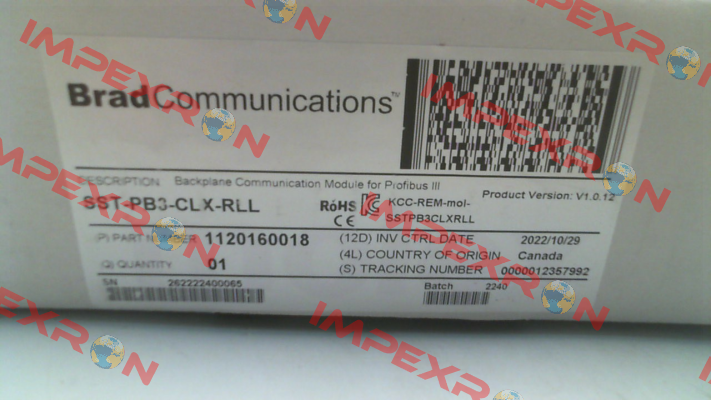 BradCommunications™
DESCRIPTION Backplane Communication Module for Profibus III
SST-PB3-CLX-RLL
RoHS KCC-REM-mol-
CE SSTPB3CLXRLL
Product Version: V1.0.12
(P) PART NUMBER 1120160018
(12D) INV CTRL DATE 2022/10/29
(4L) COUNTRY OF ORIGIN Canada
(Q) QUANTITY 01
(S) TRACKING NUMBER 0000012357992
SN 262222400065
Batch 2240
IMPEXRON
IMPEXRON
IMPEXRON
IMPEXRON
IMPEXRON
IMPEXRON